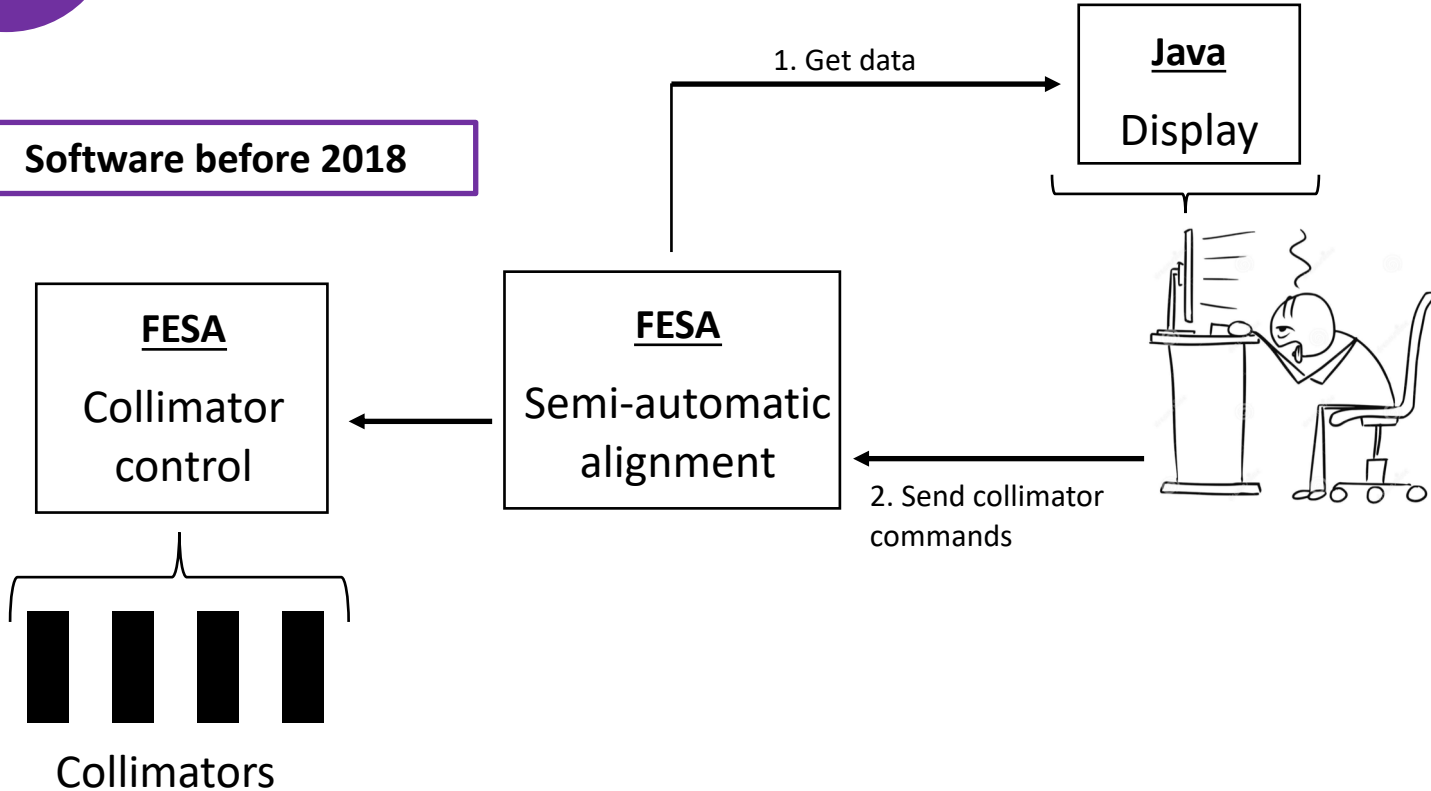 1. Get data
Java
Display
Software before 2018
FESA
Collimator
control
FESA
Semi-automatic
alignment
2. Send collimator
commands
Collimators